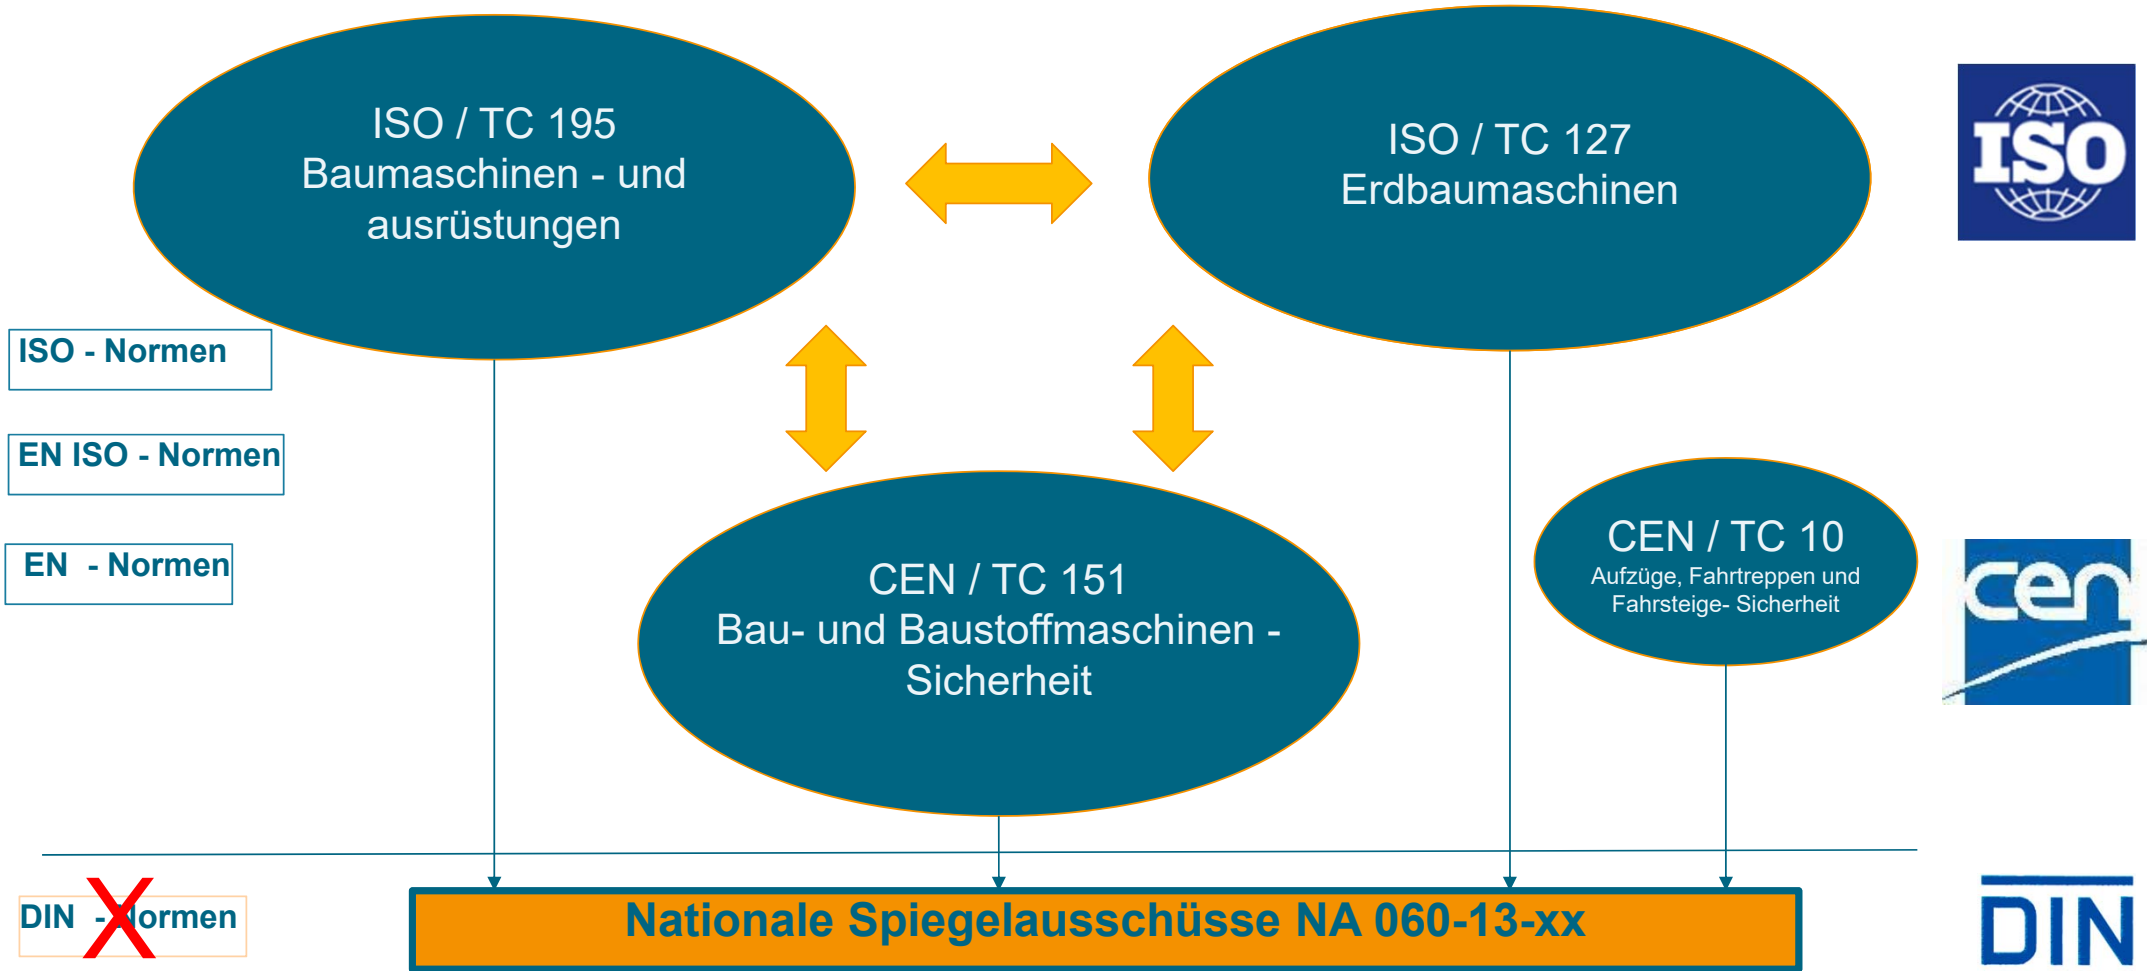 ISO / TC 195
Baumaschinen - und
ausrüstungen
ISO / TC 127
Erdbaumaschinen
ISO
ISO - Normen
EN ISO - Normen
EN - Normen
CEN / TC 151
Bau- und Baustoffmaschinen -
Sicherheit
CEN / TC 10
Aufzüge, Fahrtreppen und
Fahrsteige- Sicherheit
cen
DIN - Normen
X
Nationale Spiegelausschüsse NA 060-13-xx
DIN